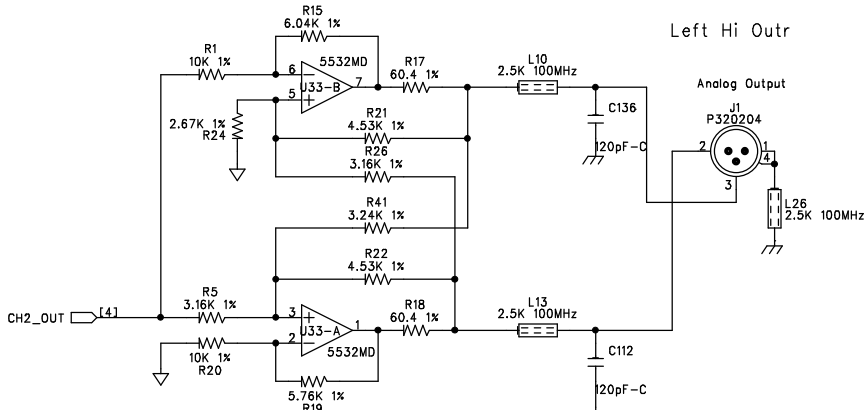 Left Hi Outr
R15
6.04K 1%
R1
10K 1%
5532MD
6
U33-B
7
5
R17
60.4 1%
L10
2.5K 100MHz
Analog Output
J1
P320204
C136
120pF-C
2.67K 1%
R24
R21
4.53K 1%
R26
3.16K 1%
2
1
4
3
L26
2.5K 100MHz
R41
3.24K 1%
R22
4.53K 1%
CH2_OUT
[4]
R5
3.16K 1%
3
U33-A
1
2
5532MD
R18
60.4 1%
L13
2.5K 100MHz
10K 1%
R20
C112
120pF-C
5.76K 1%
R19